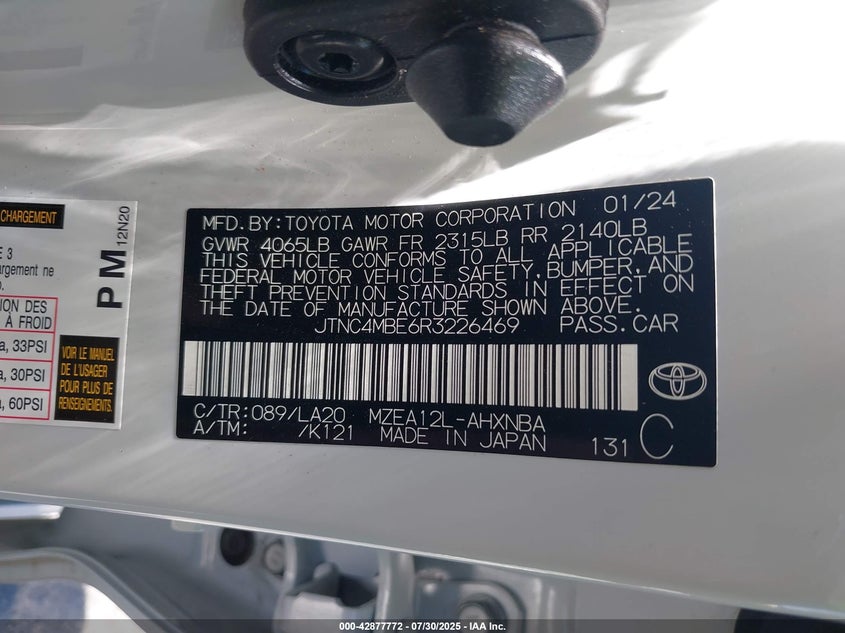 CHARGEMENT
E 3
argement ne
ION DES
À FROID
a, 33PSI
a, 30PSI
a, 60PSI
PM
12N20
VOIR LE MANUEL
DE L'USAGER
POUR PLUS DE
RENSEIGNEMENTS.
MFD. BY: TOYOTA MOTOR CORPORATION 01/24
GVWR 4065LB GAWR FR 2315LB RR 2140LB
THIS VEHICLE CONFORMS TO ALL APPLICABLE
FEDERAL MOTOR VEHICLE SAFETY, BUMPER, AND
THEFT PREVENTION STANDARDS IN EFFECT ON
THE DATE OF MANUFACTURE SHOWN ABOVE.
JTNC4MBE6R3226469 PASS. CAR
C/TR: 089/LA20 MZEA12L-AHXNBA
A/TM: /K121 MADE IN JAPAN 131 C
000-42877772 - 07/30/2025 - © IAA Inc.